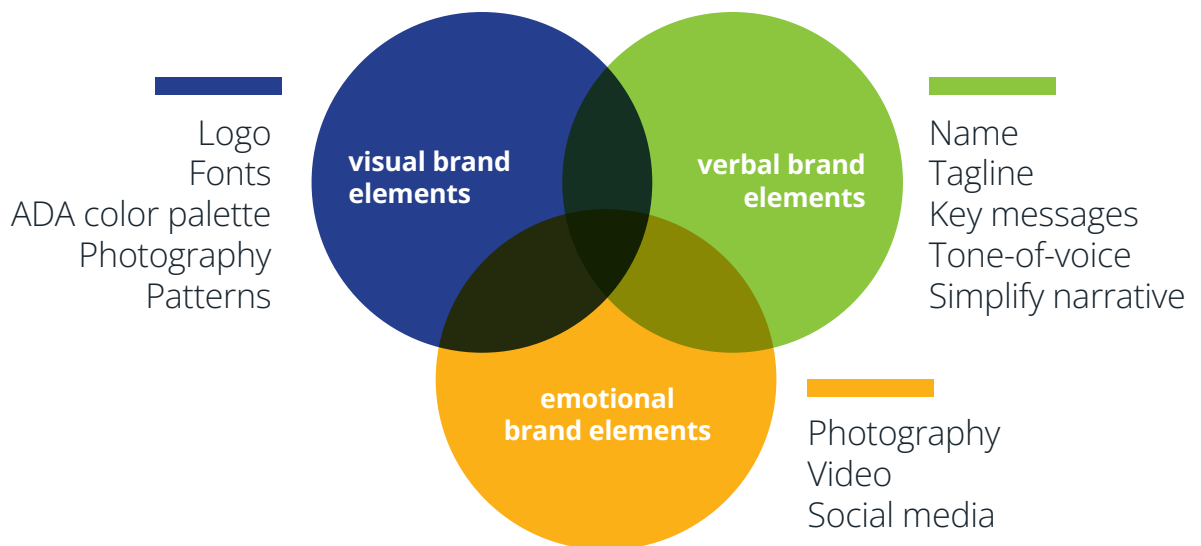 Logo
Fonts
ADA color palette
Photography
Patterns
visual brand
elements
verbal brand
elements
Name
Tagline
Key messages
Tone-of-voice
Simplify narrative
emotional
brand elements
Photography
Video
Social media